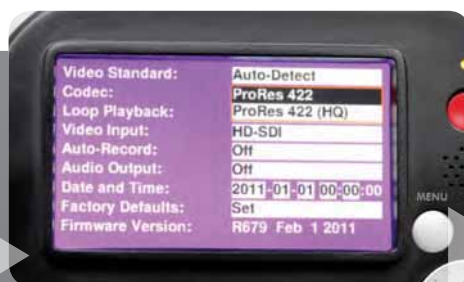 Video Standard: Auto-Detect
Codec: ProRes 422
Loop Playback: ProRes 422 (HQ)
Video Input: HD-SDI
Auto-Record: Off
Audio Output: Off
Date and Time: 2011-01-01 00:00:00
Factory Defaults: Set
Firmware Version: R679 Feb 1 2011
MENU